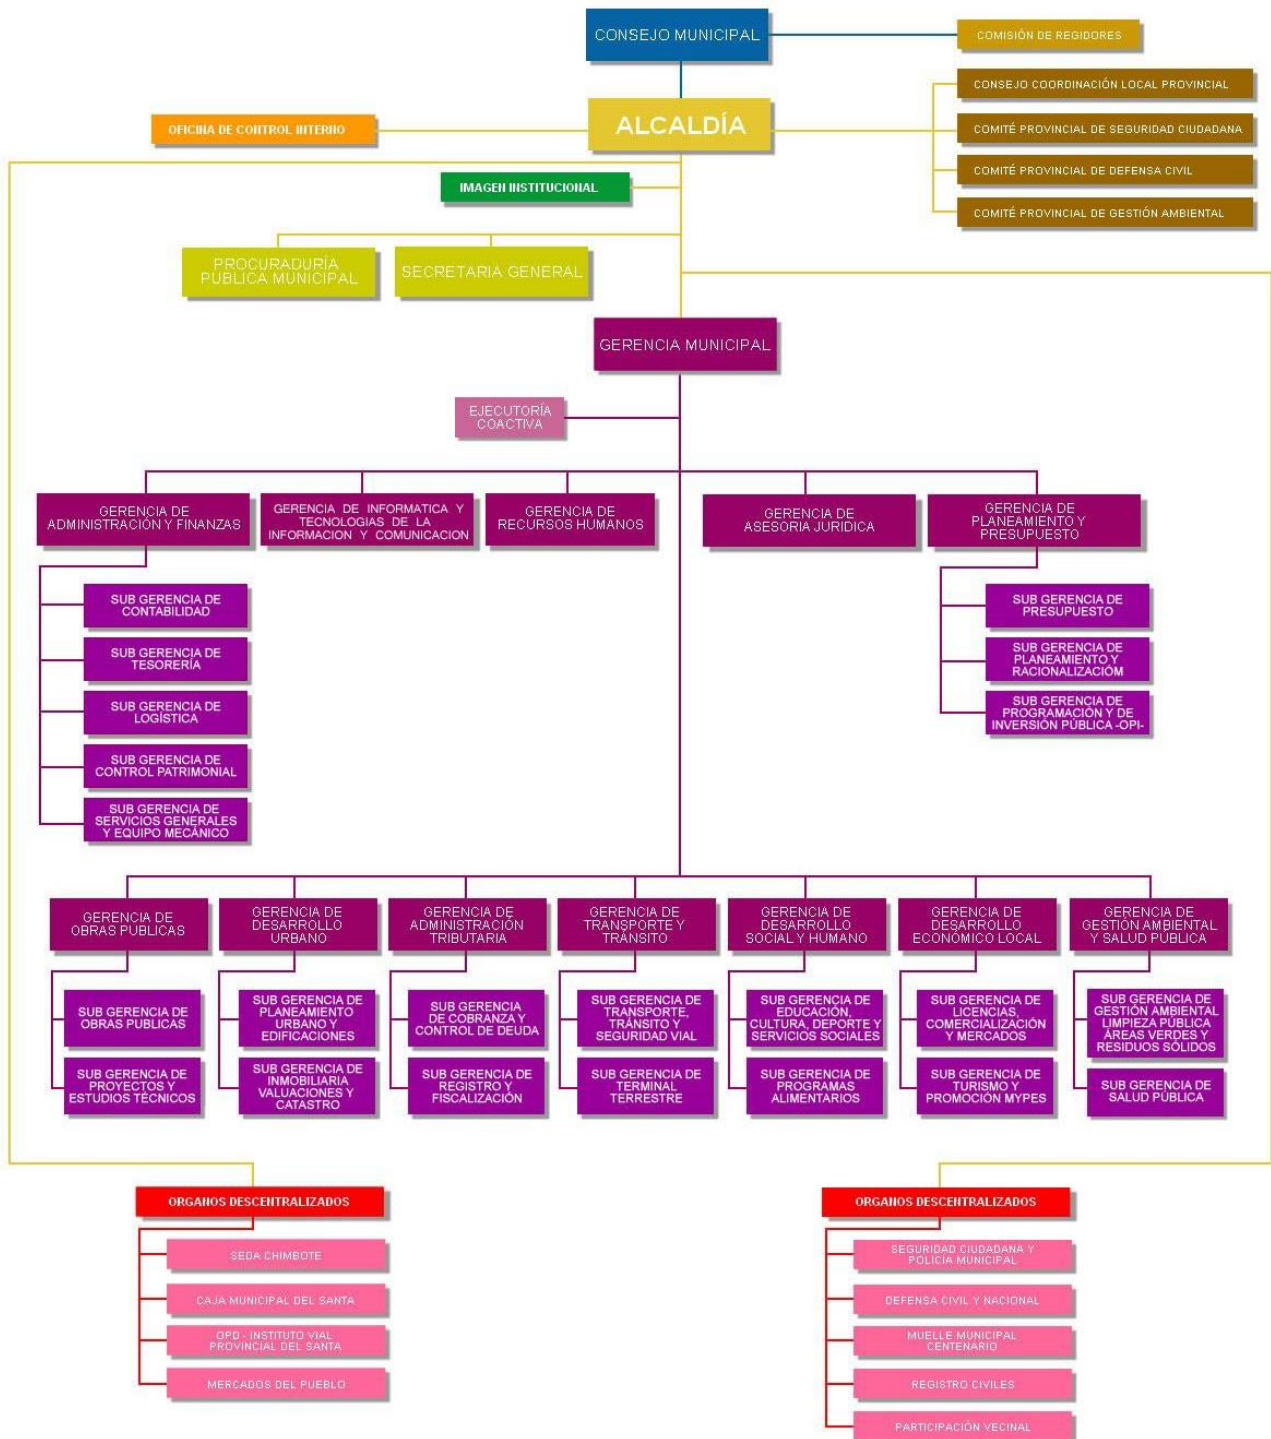 CONSEJO MUNICIPAL
COMISIÓN DE REGIDORES
CONSEJO COORDINACIÓN LOCAL PROVINCIAL
ALCALDÍA
OFICINA DE CONTROL INTERNO
COMITÉ PROVINCIAL DE SEGURIDAD CIUDADANA
COMITÉ PROVINCIAL DE DEFENSA CIVIL
IMAGEN INSTITUCIONAL
COMITÉ PROVINCIAL DE GESTIÓN AMBIENTAL
PROCURADURÍA
PUBLICA MUNICIPAL
SECRETARIA GENERAL
GERENCIA MUNICIPAL
EJECUTORÍA
COACTIVA
GERENCIA DE
ADMINISTRACIÓN Y FINANZAS
GERENCIA DE INFORMATICA Y
TECNOLOGIAS DE LA
INFORMACION Y COMUNICACION
GERENCIA DE
RECURSOS HUMANOS
GERENCIA DE
ASESORIA JURIDICA
GERENCIA DE
PLANEAMIENTO Y
PRESUPUESTO
SUB GERENCIA DE
CONTABILIDAD
SUB GERENCIA DE
TESORERÍA
SUB GERENCIA DE
LOGÍSTICA
SUB GERENCIA DE
CONTROL PATRIMONIAL
SUB GERENCIA DE
SERVICIOS GENERALES
Y EQUIPO MECÁNICO
SUB GERENCIA DE
PRESUPUESTO
SUB GERENCIA DE
PLANEAMIENTO Y
RACIONALIZACIÓM
SUB GERENCIA DE
PROGRAMACIÓN Y DE
INVERSIÓN PÚBLICA -OPI-
GERENCIA DE
OBRAS PUBLICAS
GERENCIA DE
DESARROLLO
URBANO
GERENCIA DE
ADMINISTRACIÓN
TRIBUTARIA
GERENCIA DE
TRANSPORTE Y
TRÁNSITO
GERENCIA DE
DESARROLLO
SOCIAL Y HUMANO
GERENCIA DE
DESARROLLO
ECONÓMICO LOCAL
GERENCIA DE
GESTIÓN AMBIENTAL
Y SALUD PÚBLICA
SUB GERENCIA DE
OBRAS PUBLICAS
SUB GERENCIA DE
PLANEAMIENTO
URBANO Y
EDIFICACIONES
SUB GERENCIA
DE COBRANZA Y
CONTROL DE DEUDA
SUB GERENCIA DE
TRANSPORTE,
TRÁNSITO Y
SEGURIDAD VIAL
SUB GERENCIA DE
EDUCACIÓN,
CULTURA, DEPORTE Y
SERVICIOS SOCIALES
SUB GERENCIA DE
LICENCIAS,
COMERCIALIZACIÓN
Y MERCADOS
SUB GERENCIA DE
GESTIÓN AMBIENTAL
LIMPIEZA PÚBLICA
ÁREAS VERDES Y
RESIDUOS SÓLIDOS
SUB GERENCIA DE
PROYECTOS Y
ESTUDIOS TÉCNICOS
SUB GERENCIA DE
INMOBILIARIA
VALUACIONES Y
CATASTRO
SUB GERENCIA DE
REGISTRO Y
FISCALIZACIÓN
SUB GERENCIA DE
TERMINAL
TERRESTRE
SUB GERENCIA DE
PROGRAMAS
ALIMENTARIOS
SUB GERENCIA DE
TURISMO Y
PROMOCIÓN MYPES
SUB GERENCIA DE
SALUD PÚBLICA
ORGANOS DESCENTRALIZADOS
SEDA CHIMBOTE
CAJA MUNICIPAL DEL SANTA
OPD - INSTITUTO VIAL
PROVINCIAL DEL SANTA
MERCADOS DEL PUEBLO
ORGANOS DESCENTRALIZADOS
SEGURIDAD CIUDADANA Y
POLICÍA MUNICIPAL
DEFENSA CIVIL Y NACIONAL
MUELLE MUNICIPAL
CENTENARIO
REGISTRO CIVILES
PARTICIPACIÓN VECINAL